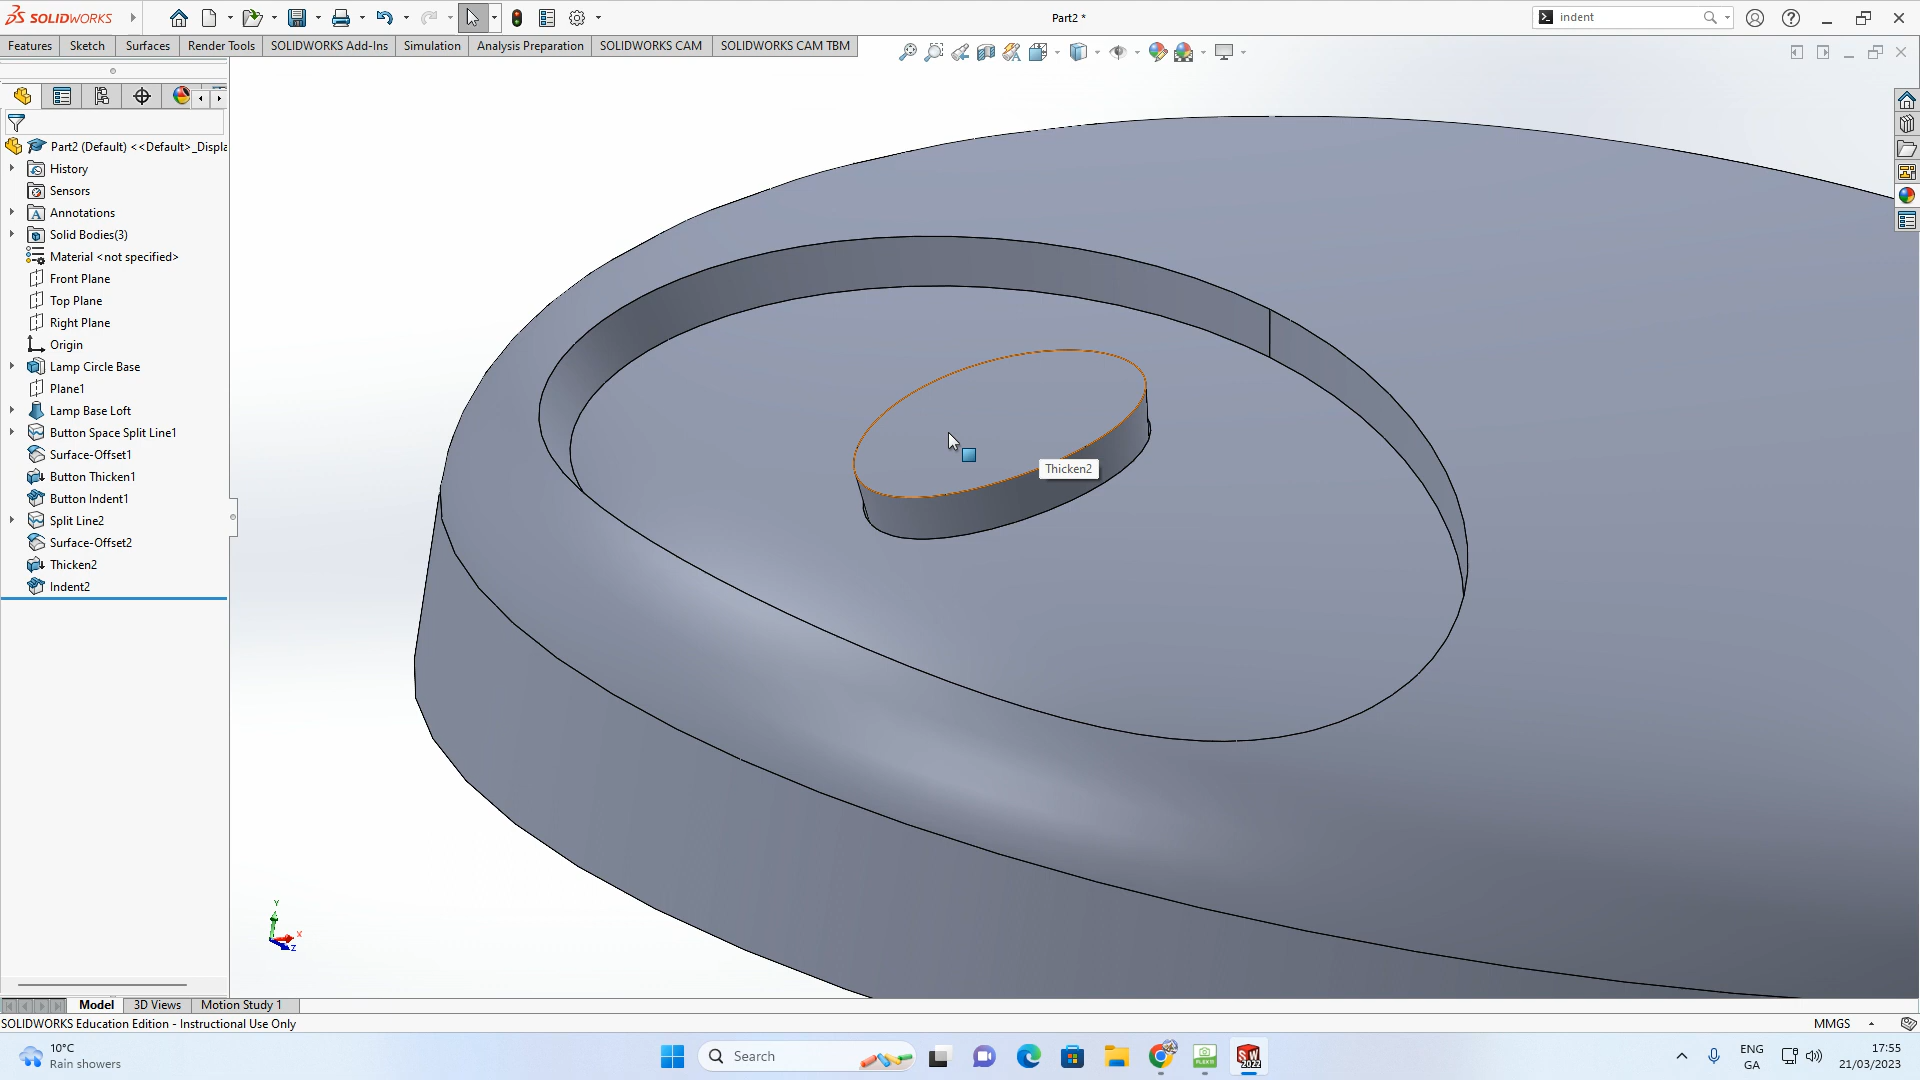 SOLIDWORKS
Part2 *
indent
Features
Sketch
Surfaces
Render Tools
SOLIDWORKS Add-Ins
Simulation
Analysis Preparation
SOLIDWORKS CAM
SOLIDWORKS CAM TBM
Part2 (Default) <<Default>_Displa
History
Sensors
Annotations
Solid Bodies(3)
Material <not specified>
Front Plane
Top Plane
Right Plane
Origin
Lamp Circle Base
Plane1
Lamp Base Loft
Button Space Split Line1
Surface-Offset1
Button Thicken1
Button Indent1
Split Line2
Surface-Offset2
Thicken2
Indent2
Thicken2
Y
X
Z
Model
3D Views
Motion Study 1
SOLIDWORKS Education Edition - Instructional Use Only
MMGS
10°C
Rain showers
Search
ENG
GA
17:55
21/03/2023